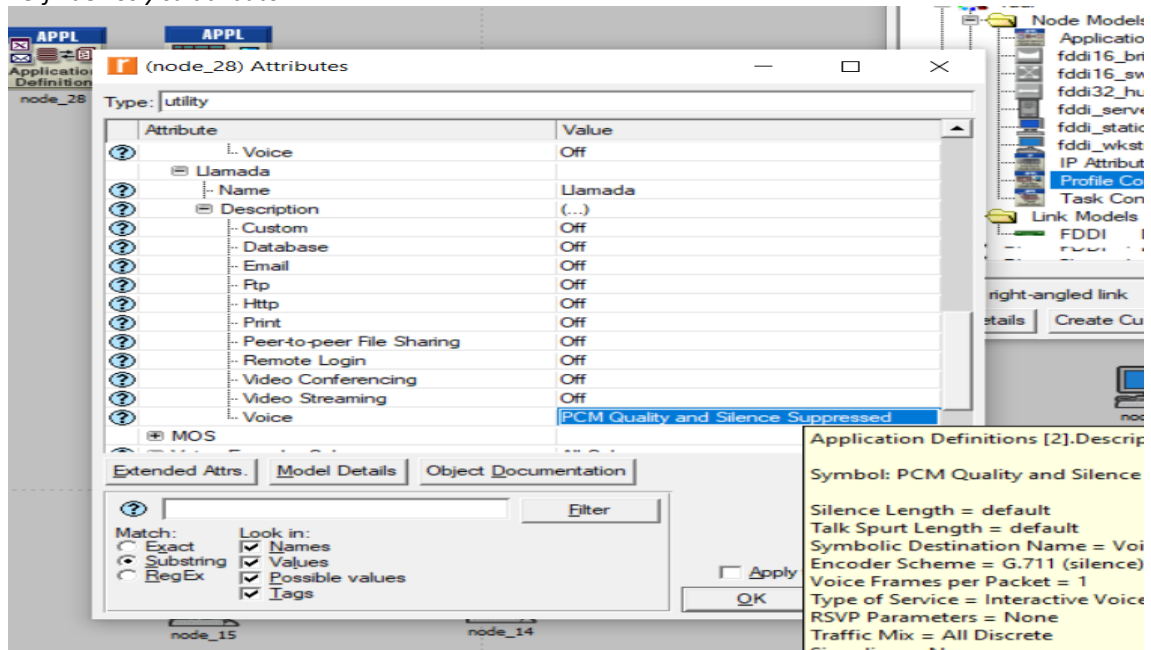 APPL
APPL
Application
Definition
node_28
(node_28) Attributes
Type: utility
Attribute Value
Voice Off
Llamada
Name Llamada
Description (...)
Custom Off
Database Off
Email Off
Ftp Off
Http Off
Print Off
Peer-to-peer File Sharing Off
Remote Login Off
Video Conferencing Off
Video Streaming Off
Voice PCM Quality and Silence Suppressed
MOS
Extended Attrs. Model Details Object Documentation
Filter
Match: Look in:
Exact Names
Substring Values
RegEx Possible values
Tags
Apply
OK
Node Models
Applicatio
fddi16_bri
fddi16_sw
fddi32_hu
fddi_serve
fddi_static
fddi_wkst
IP Attribut
Profile Co
Task Con
Link Models
FDDI
right-angled link
etails Create Cu
Application Definitions [2].Descrip
Symbol: PCM Quality and Silence
Silence Length = default
Talk Spurt Length = default
Symbolic Destination Name = Voi
Encoder Scheme = G.711 (silence)
Voice Frames per Packet = 1
Type of Service = Interactive Voice
RSVP Parameters = None
Traffic Mix = All Discrete
node_15
node_14